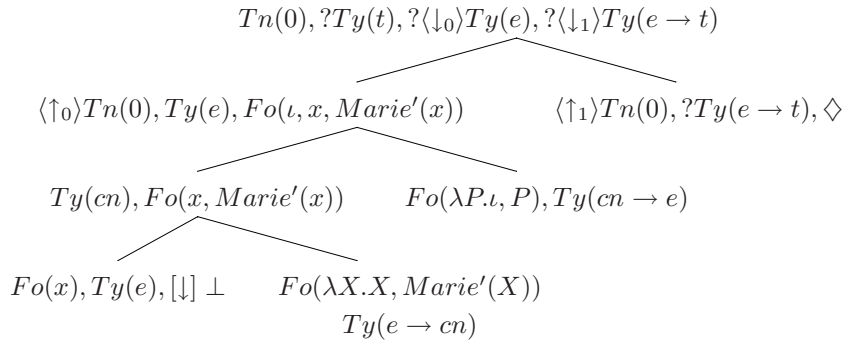 Tn(0), ?Ty(t), ?⟨↓₀⟩Ty(e), ?⟨↓₁⟩Ty(e → t)
⟨↑₀⟩Tn(0), Ty(e), Fo(ι, x, Marie′(x)) ⟨↑₁⟩Tn(0), ?Ty(e → t), ♢
Ty(cn), Fo(x, Marie′(x)) Fo(λP.ι, P), Ty(cn → e)
Fo(x), Ty(e), [↓] ⊥ Fo(λX.X, Marie′(X))
Ty(e → cn)